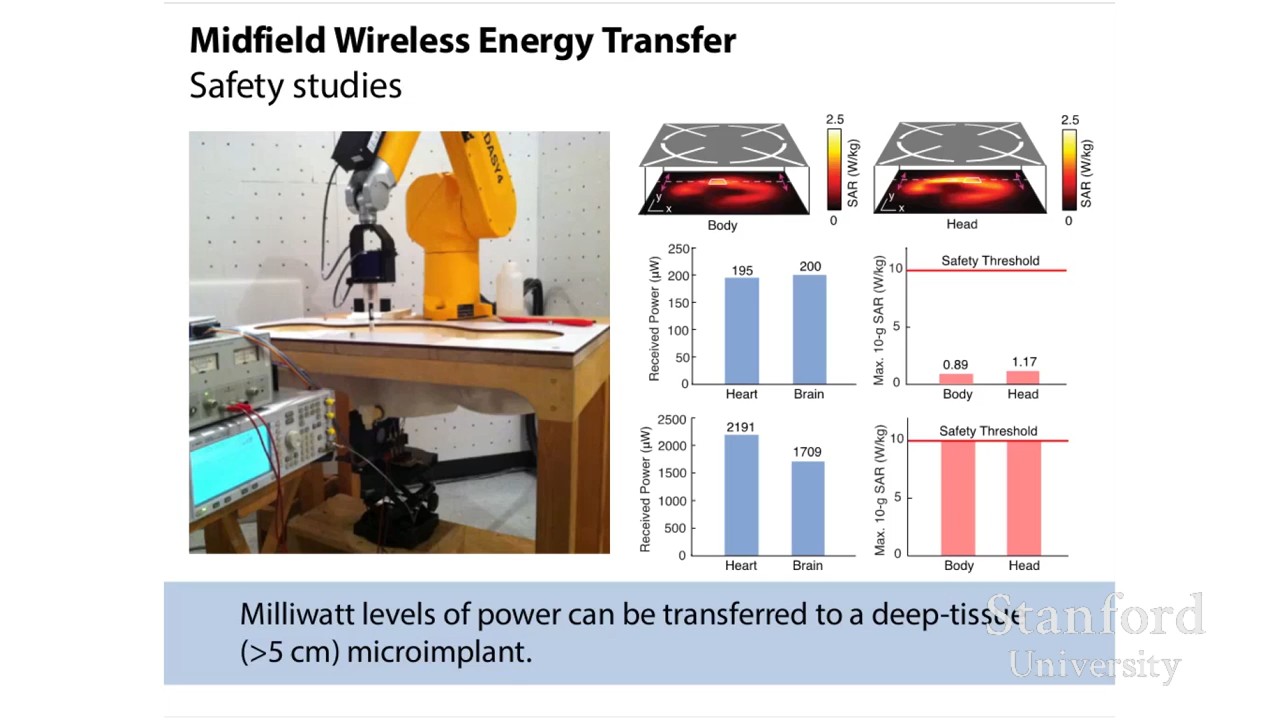 Midfield Wireless Energy Transfer
Safety studies
DASY4
2.5
SAR (W/kg)
0
y
x
Body
2.5
SAR (W/kg)
0
y
x
Head
250
200
150
100
50
0
Received Power (µW)
195
200
Heart
Brain
10
5
0
Max. 10-g SAR (W/kg)
Safety Threshold
0.89
1.17
Body
Head
2500
2000
1500
1000
500
0
Received Power (µW)
2191
1709
Heart
Brain
10
5
0
Max. 10-g SAR (W/kg)
Safety Threshold
Body
Head
Milliwatt levels of power can be transferred to a deep-tissue
(>5 cm) microimplant.
Stanford
University